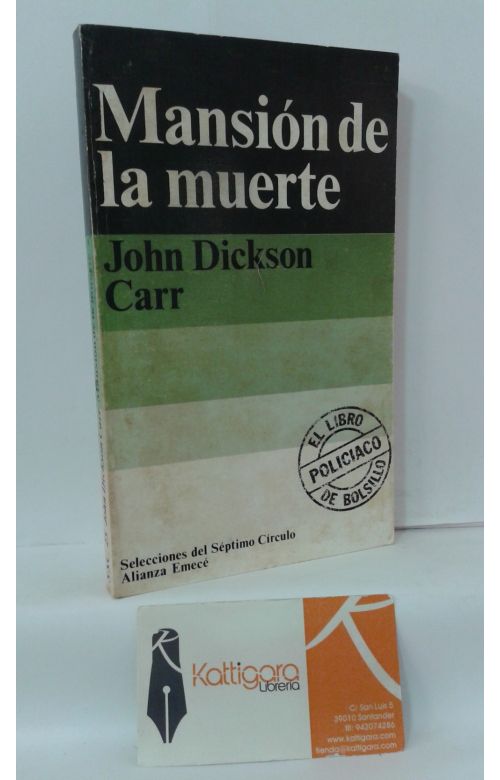 Mansión de
la muerte
John Dickson
Carr
EL LIBRO
POLICIACO
DE BOLSILLO
Selecciones del Séptimo Círculo
Alianza Emecé
Kattigara
Librería
C/ San Luis 5
39010 Santander
tlf: 942074286
www.kattigara.com
tienda@kattigara.com